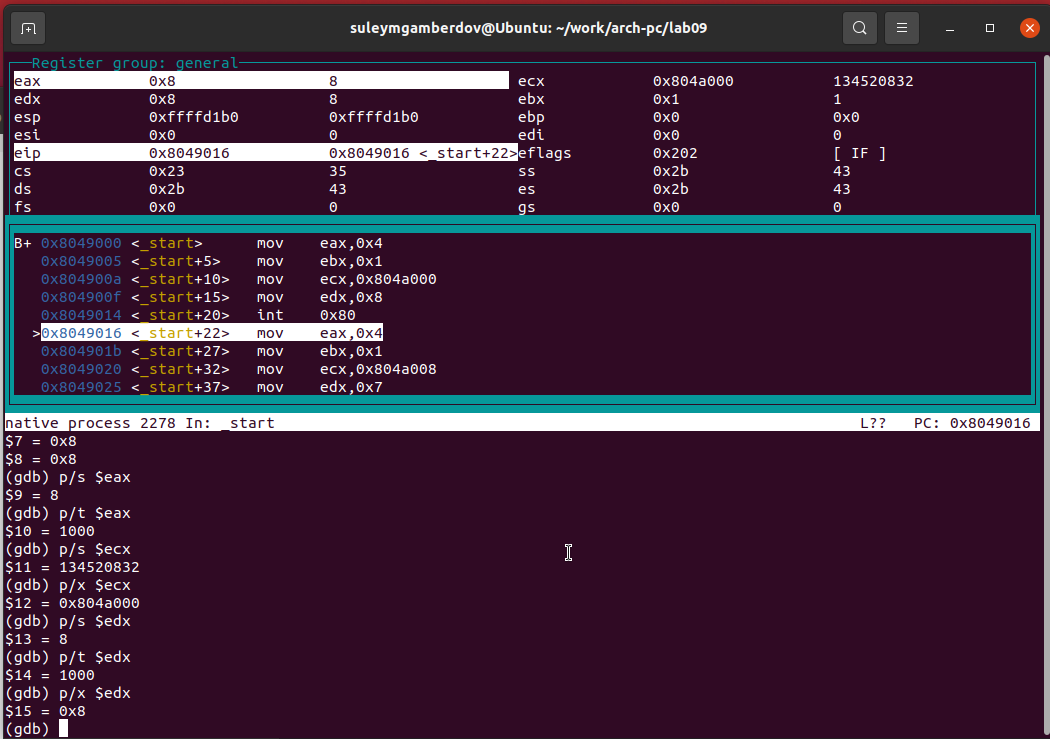 suleymgamberdov@Ubuntu: ~/work/arch-pc/lab09
Register group: general
eax 0x8 8 ecx 0x804a000 134520832
edx 0x8 8 ebx 0x1 1
esp 0xffffd1b0 0xffffd1b0 ebp 0x0 0x0
esi 0x0 0 edi 0x0 0
eip 0x8049016 0x8049016 <_start+22>eflags 0x202 [ IF ]
cs 0x23 35 ss 0x2b 43
ds 0x2b 43 es 0x2b 43
fs 0x0 0 gs 0x0 0
B+ 0x8049000 <_start> mov eax,0x4
0x8049005 <_start+5> mov ebx,0x1
0x804900a <_start+10> mov ecx,0x804a000
0x804900f <_start+15> mov edx,0x8
0x8049014 <_start+20> int 0x80
>0x8049016 <_start+22> mov eax,0x4
0x804901b <_start+27> mov ebx,0x1
0x8049020 <_start+32> mov ecx,0x804a008
0x8049025 <_start+37> mov edx,0x7
native process 2278 In: _start L?? PC: 0x8049016
$7 = 0x8
$8 = 0x8
(gdb) p/s $eax
$9 = 8
(gdb) p/t $eax
$10 = 1000
(gdb) p/s $ecx
$11 = 134520832
(gdb) p/x $ecx
$12 = 0x804a000
(gdb) p/s $edx
$13 = 8
(gdb) p/t $edx
$14 = 1000
(gdb) p/x $edx
$15 = 0x8
(gdb)